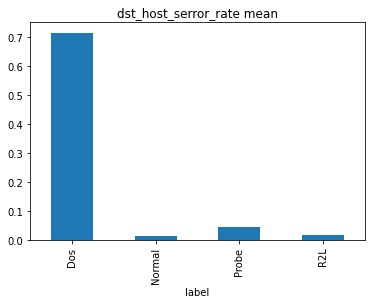 dst_host_serror_rate mean
0.7
0.6
0.5
0.4
0.3
0.2
0.1
0.0
Dos
Normal
Probe
R2L
label